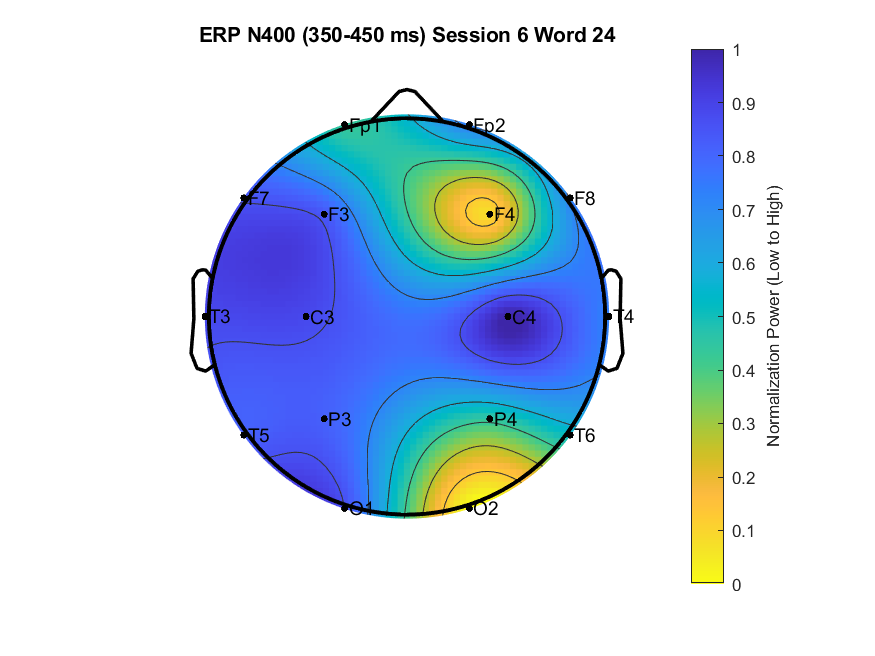 ERP N400 (350-450 ms) Session 6 Word 24
Fp1
Fp2
F7
F3
F4
F8
T3
C3
C4
T4
T5
P3
P4
T6
O1
O2
1
0.9
0.8
0.7
0.6
0.5
0.4
0.3
0.2
0.1
0
Normalization Power (Low to High)